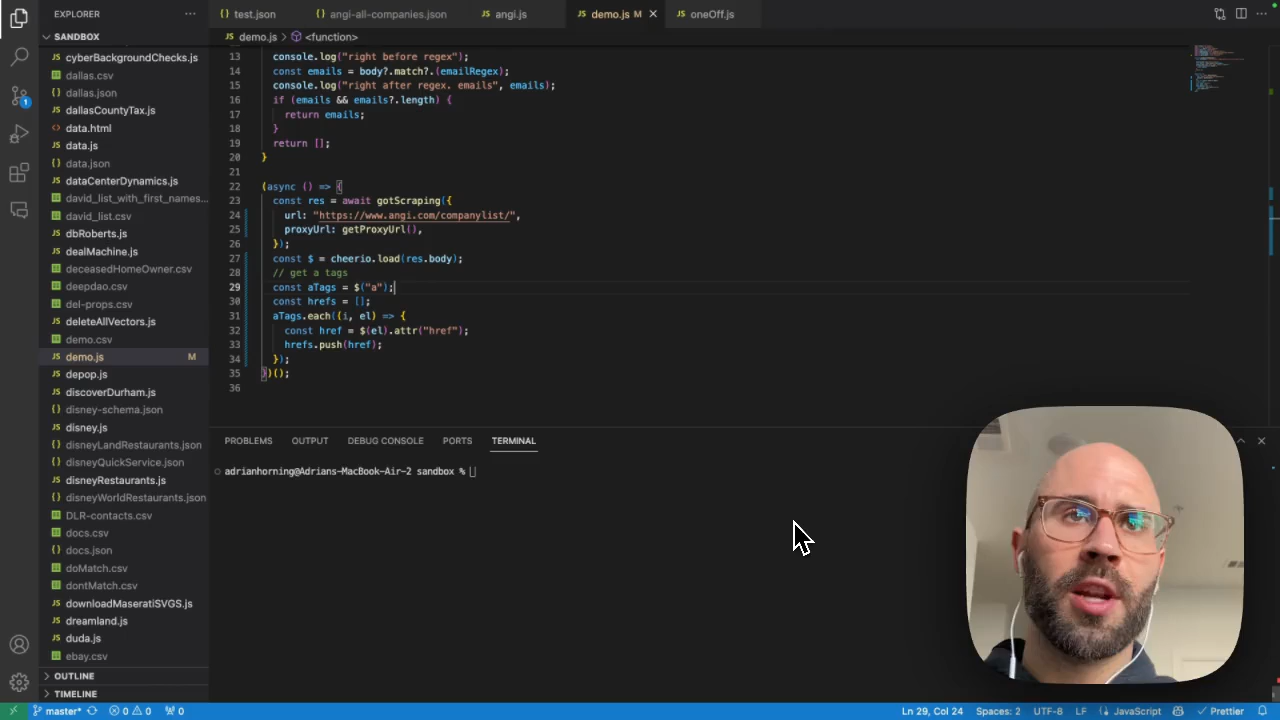 EXPLORER
SANDBOX
cyberBackgroundChecks.js
dallas.csv
dallas.json
dallasCountyTax.js
data.html
data.js
data.json
dataCenterDynamics.js
david_list_with_first_names...
david_list.csv
dbRoberts.js
dealMachine.js
deceasedHomeOwner.csv
deepdao.csv
del-props.csv
deleteAllVectors.js
demo.csv
demo.js M
depop.js
discoverDurham.js
disney-schema.json
disney.js
disneyLandRestaurants.json
disneyQuickService.json
disneyRestaurants.js
disneyWorldRestaurants.json
DLR-contacts.csv
docs.csv
docs.json
doMatch.csv
dontMatch.csv
downloadMaseratiSVGS.js
dreamland.js
duda.js
ebay.csv
OUTLINE
TIMELINE
test.json angi-all-companies.json angi.js demo.js M oneOff.js
demo.js > <function>
13 console.log("right before regex");
14 const emails = body?.match?.(emailRegex);
15 console.log("right after regex. emails", emails);
16 if (emails && emails?.length) {
17 return emails;
18 }
19 return [];
20 }
21
22 (async () => {
23 const res = await gotScraping({
24 url: "https://www.angi.com/companylist/",
25 proxyUrl: getProxyUrl(),
26 });
27 const $ = cheerio.load(res.body);
28 // get a tags
29 const aTags = $("a");
30 const hrefs = [];
31 aTags.each((i, el) => {
32 const href = $(el).attr("href");
33 hrefs.push(href);
34 });
35 })();
36
PROBLEMS OUTPUT DEBUG CONSOLE PORTS TERMINAL
adrianhorning@Adrians-MacBook-Air-2 sandbox %
master* 0 0 0 Ln 29, Col 24 Spaces: 2 UTF-8 LF JavaScript Prettier